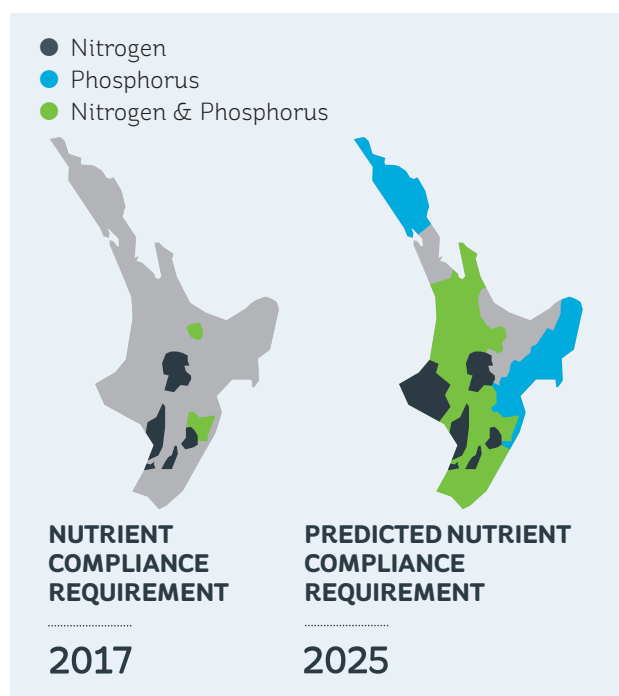 Nitrogen
Phosphorus
Nitrogen & Phosphorus
NUTRIENT
COMPLIANCE
REQUIREMENT
2017
PREDICTED NUTRIENT
COMPLIANCE
REQUIREMENT
2025